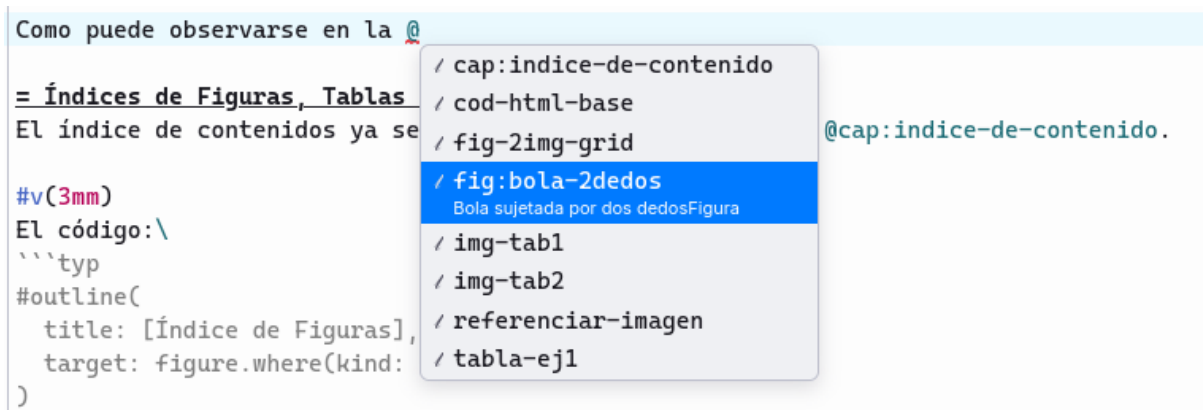 Como puede observarse en la @
cap:indice-de-contenido
= Índices de Figuras, Tablas
cod-html-base
El índice de contenidos ya se
@cap:indice-de-contenido.
fig-2img-grid
fig:bola-2dedos
Bola sujetada por dos dedosFigura
#v(3mm)
El código:\
img-tab1
```typ
img-tab2
#outline(
referenciar-imagen
title: [Índice de Figuras],
tabla-ej1
target: figure.where(kind:
)